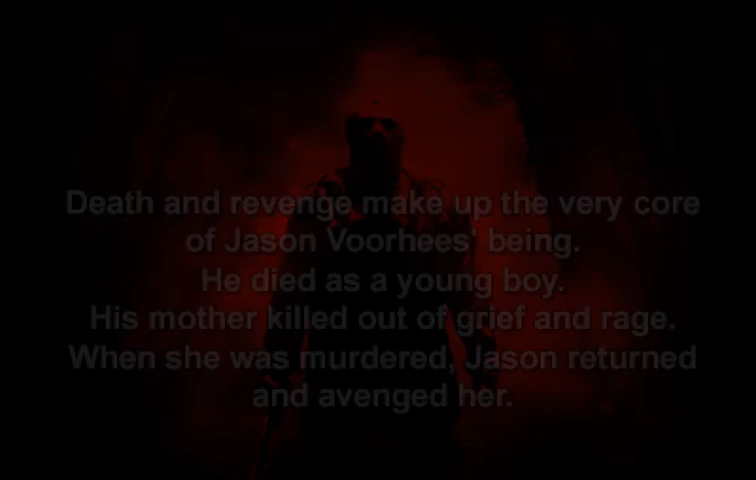 Death and revenge make up the very core
of Jason Voorhees' being.
He died as a young boy.
His mother killed out of grief and rage.
When she was murdered, Jason returned
and avenged her.